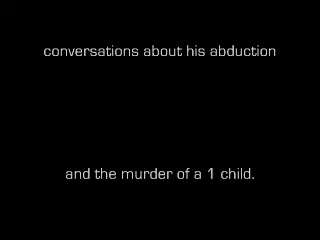 conversations about his abduction
and the murder of a 1 child.